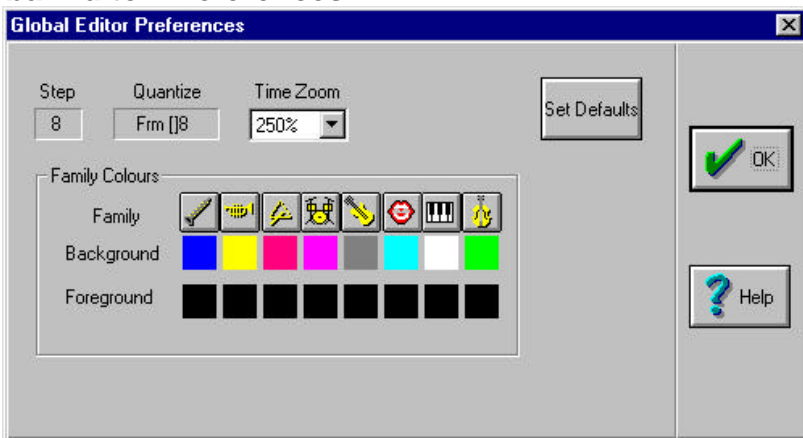 Global Editor Preferences
Step Quantize Time Zoom
8 Frm []8 250%
Set Defaults
OK
Family Colours
Family
Background
Foreground
Help